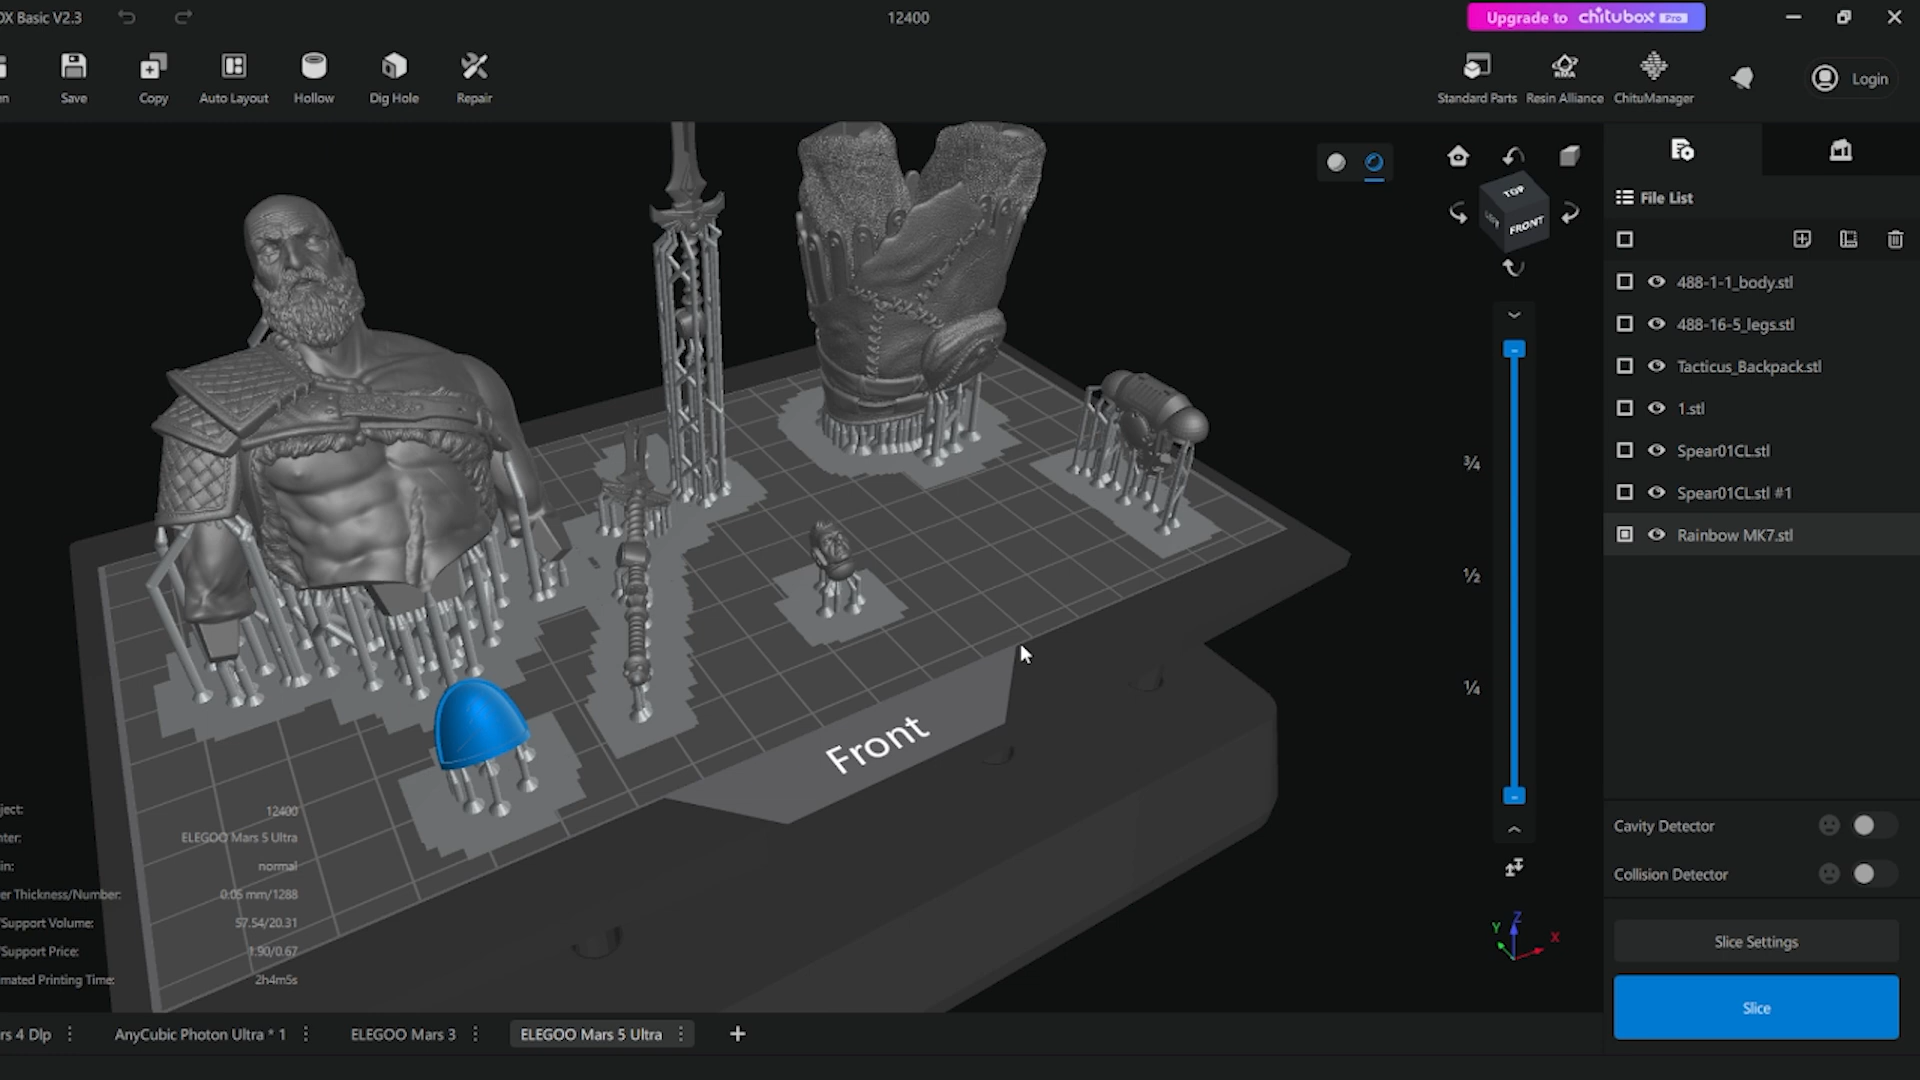 OX Basic V2.3
12400
Upgrade to chitubox Pro
Save
Copy
Auto Layout
Hollow
Dig Hole
Repair
Standard Parts
Resin Alliance
ChituManager
Login
TOP
FRONT
LEFT
File List
488-1-1_body.stl
488-16-5_legs.stl
Tacticus_Backpack.stl
1.stl
Spear01CL.stl
Spear01CL.stl #1
Rainbow MK7.stl
3/4
1/2
1/4
Front
ject: 12400
nter: ELEGOO Mars 5 Ultra
in: normal
er Thickness/Number: 0.05 mm/1288
/Support Volume: 57.54/20.31
/Support Price: 1.90/0.67
mated Printing Time: 2h4m5s
Z
Y
X
Cavity Detector
Collision Detector
Slice Settings
Slice
rs 4 Dlp
AnyCubic Photon Ultra * 1
ELEGOO Mars 3
ELEGOO Mars 5 Ultra